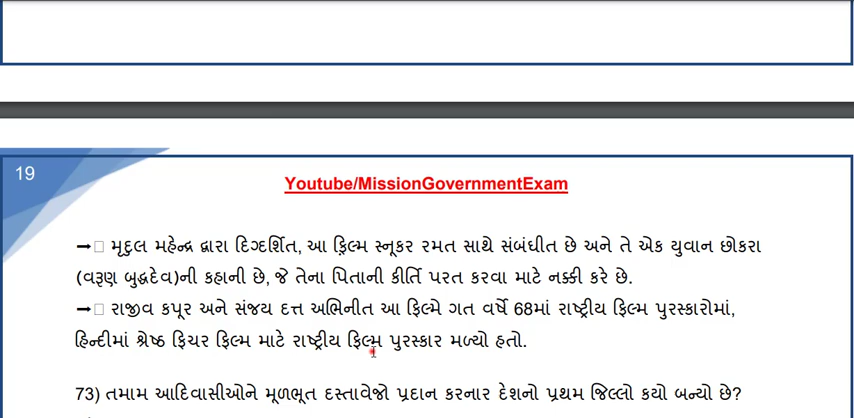 19
Youtube/MissionGovernmentExam
→□ મૃદુલ મહેન્દ્ર દ્વારા દિગ્દર્શિત, આ ફિલ્મ સ્નૂકર રમત સાથે સંબંધીત છે અને તે એક યુવાન છોકરા
(વરૂણ બુદ્ધદેવ)ની કહાની છે, જે તેના પિતાની કીર્તિ પરત કરવા માટે નક્કી કરે છે.
→□ રાજીવ કપૂર અને સંજય દત્ત અભિનીત આ ફિલ્મે ગત વર્ષે 68માં રાષ્ટ્રીય ફિલ્મ પુરસ્કારોમાં,
હિન્દીમાં શ્રેષ્ઠ ફિચર ફિલ્મ માટે રાષ્ટ્રીય ફિલ્મ પુરસ્કાર મળ્યો હતો.
73) તમામ આદિવાસીઓને મૂળભૂત દસ્તાવેજો પ્રદાન કરનાર દેશનો પ્રથમ જિલ્લો કયો બન્યો છે?